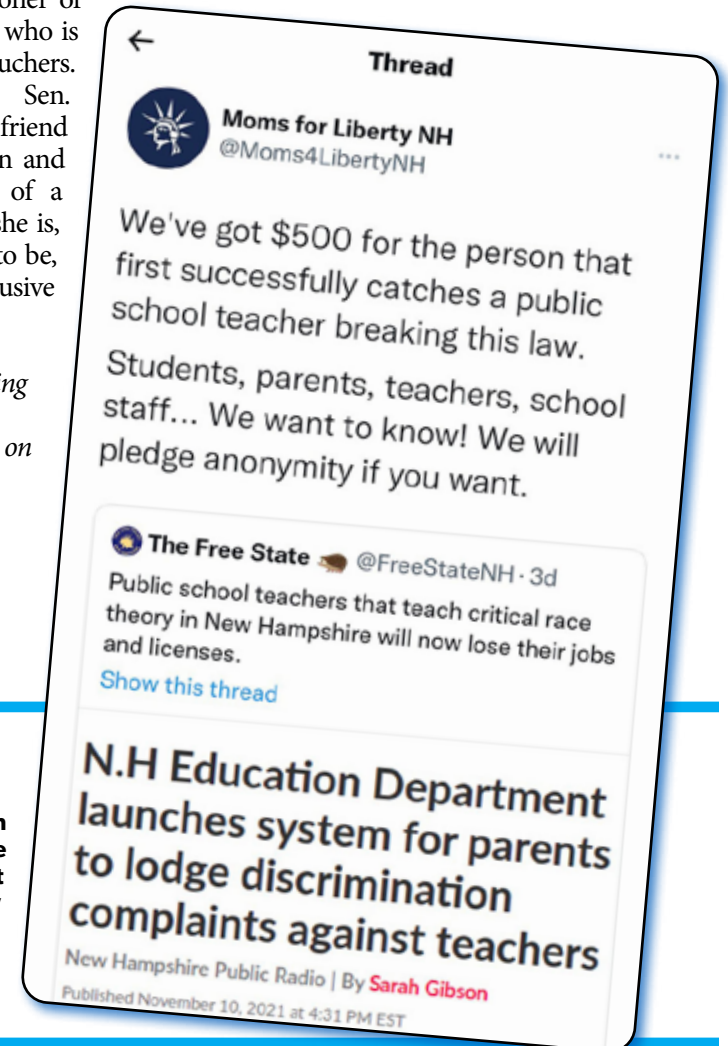 oner of
who is
uchers.
Sen.
friend
n and
of a
she is,
to be,
usive
ing
on
Thread
Moms for Liberty NH
@Moms4LibertyNH
We've got $500 for the person that
first successfully catches a public
school teacher breaking this law.
Students, parents, teachers, school
staff... We want to know! We will
pledge anonymity if you want.
The Free State @FreeStateNH · 3d
Public school teachers that teach critical race
theory in New Hampshire will now lose their jobs
and licenses.
Show this thread
N.H Education Department
launches system for parents
to lodge discrimination
complaints against teachers
New Hampshire Public Radio | By Sarah Gibson
Published November 10, 2021 at 4:31 PM EST